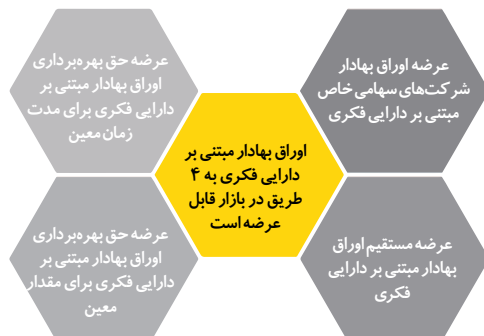 اوراق بهادار مبتنی بر
دارایی فکری به ۴
طریق در بازار قابل
عرضه است
عرضه اوراق بهادار
شرکت‌های سهامی خاص
مبتنی بر دارایی فکری
عرضه مستقیم اوراق
بهادار مبتنی بر دارایی
فکری
عرضه حق بهره‌برداری
اوراق بهادار مبتنی بر
دارایی فکری برای مدت
زمان معین
عرضه حق بهره‌برداری
اوراق بهادار مبتنی بر
دارایی فکری برای مقدار
معین